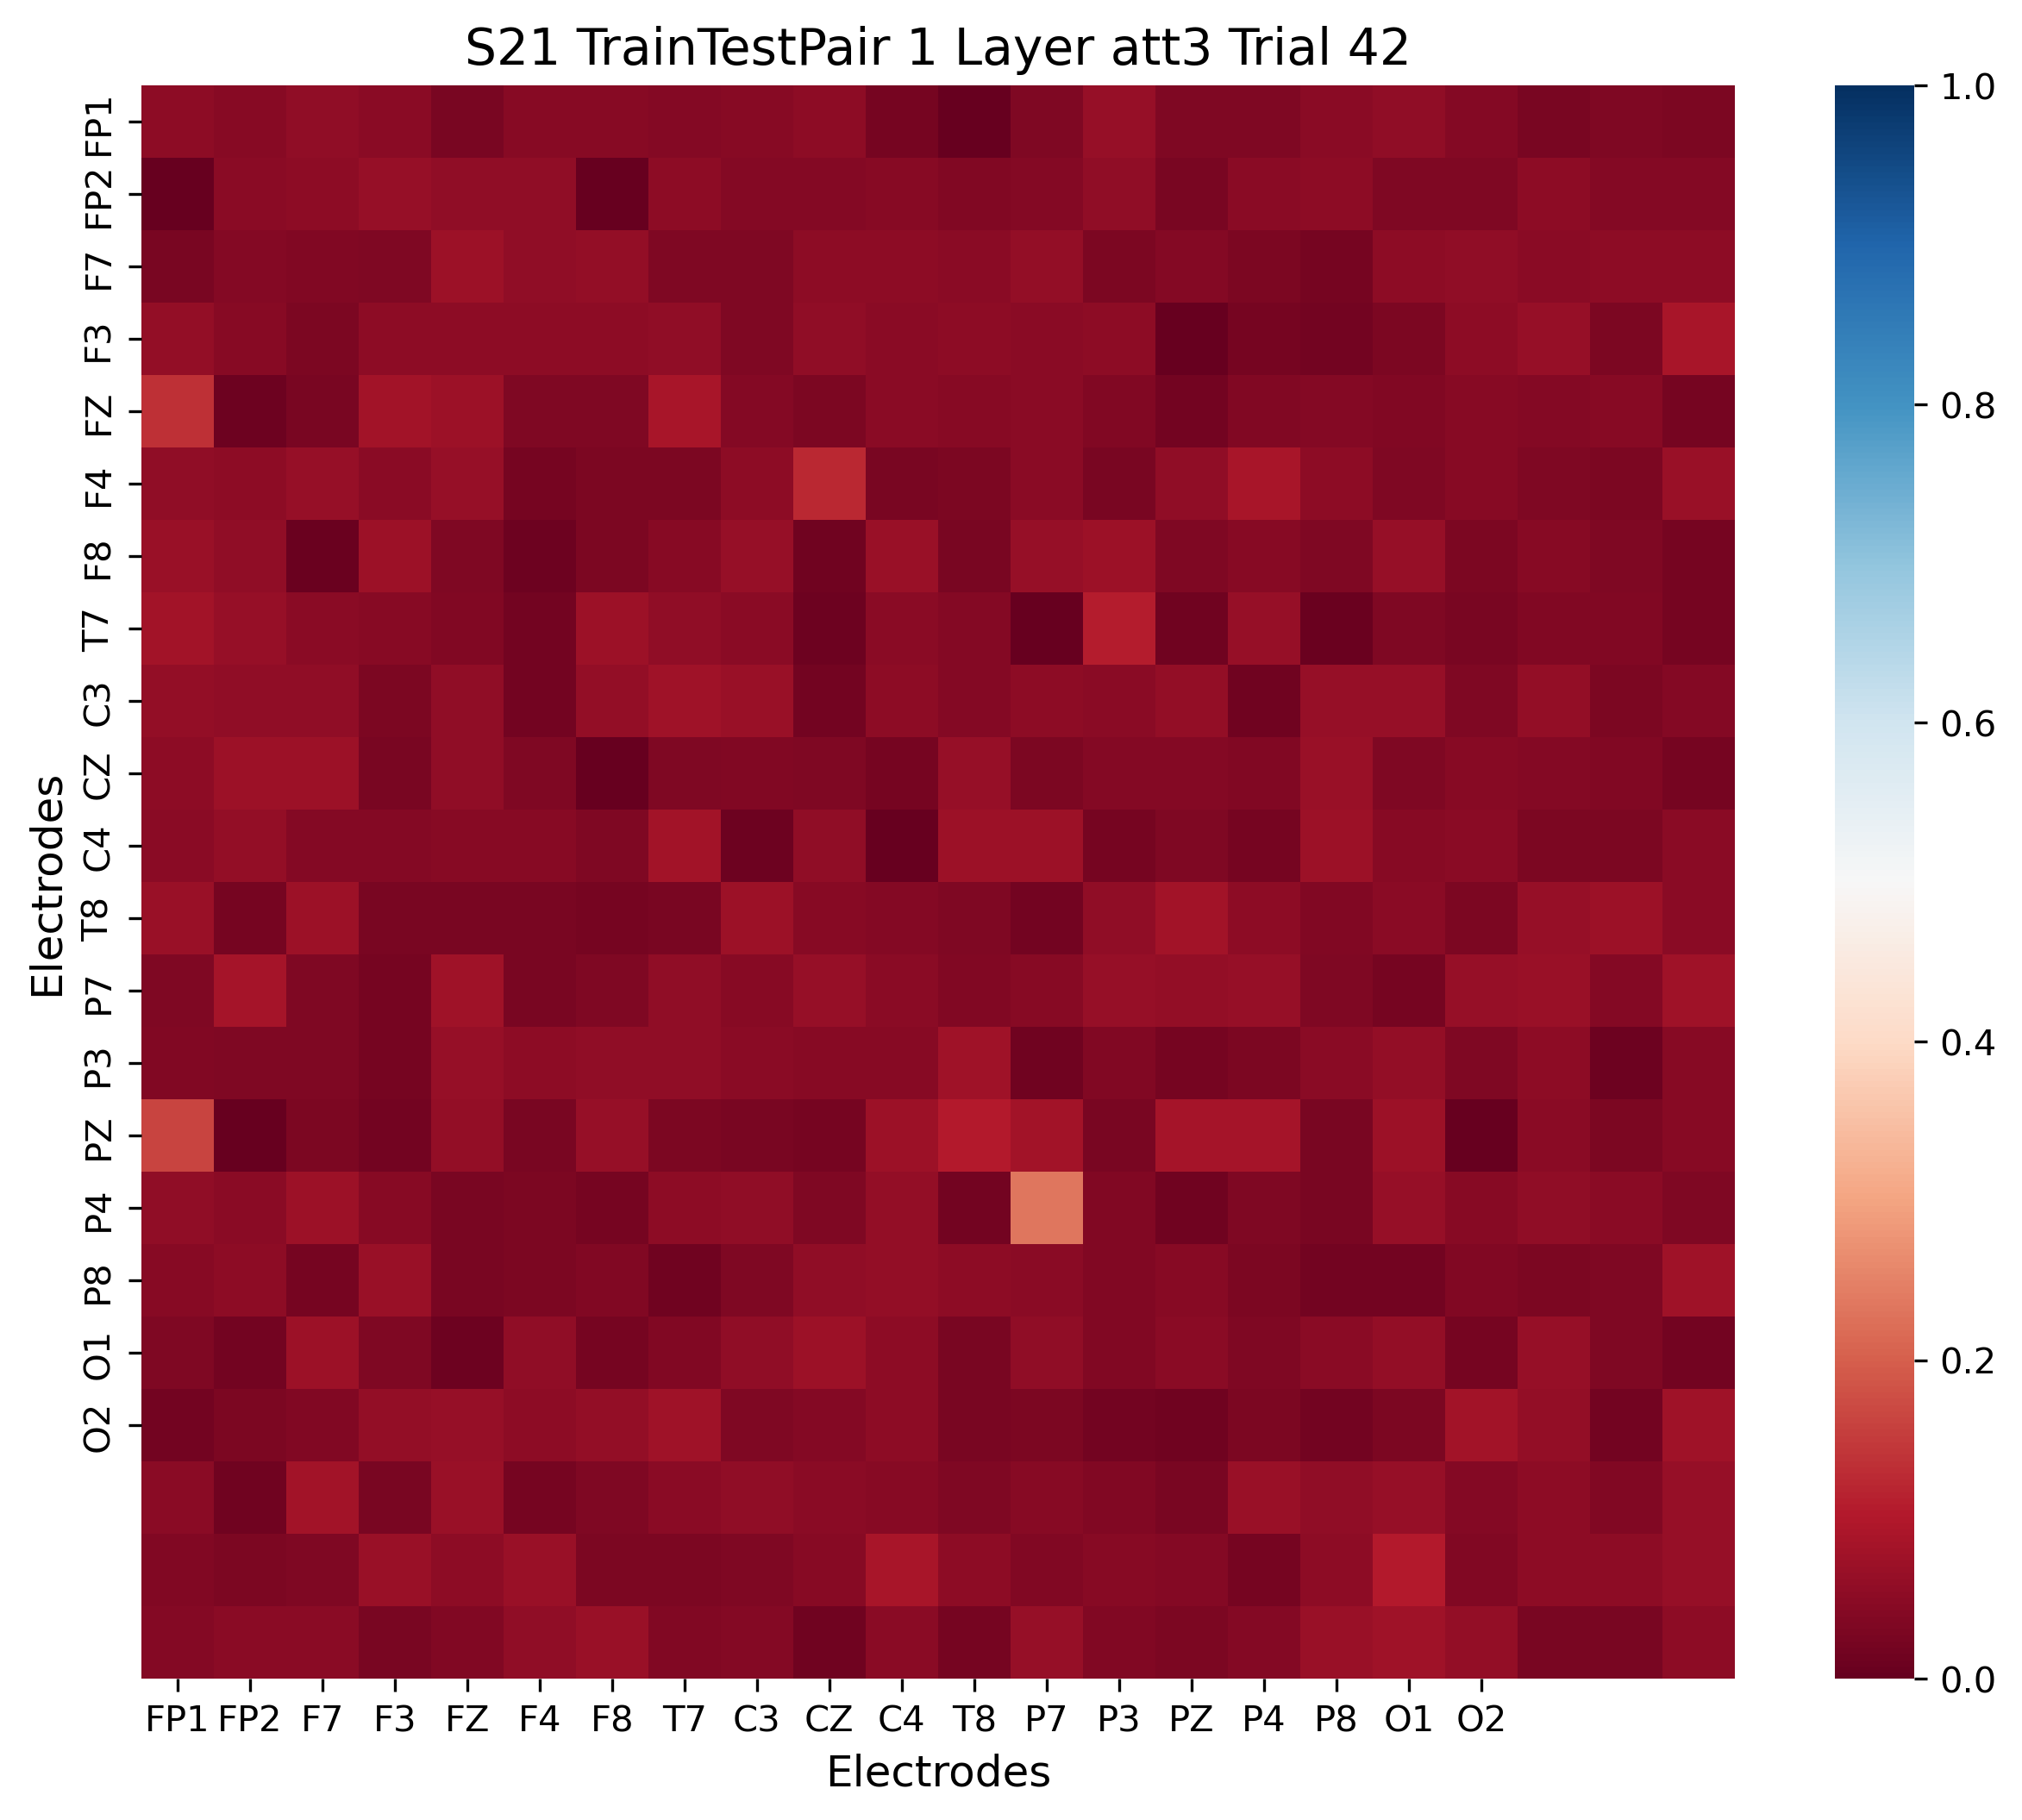 S21 TrainTestPair 1 Layer att3 Trial 42
Electrodes
FP1
FP2
F7
F3
FZ
F4
F8
T7
C3
CZ
C4
T8
P7
P3
PZ
P4
P8
O1
O2
FP1 FP2 F7 F3 FZ F4 F8 T7 C3 CZ C4 T8 P7 P3 PZ P4 P8 O1 O2
Electrodes
1.0
0.8
0.6
0.4
0.2
0.0